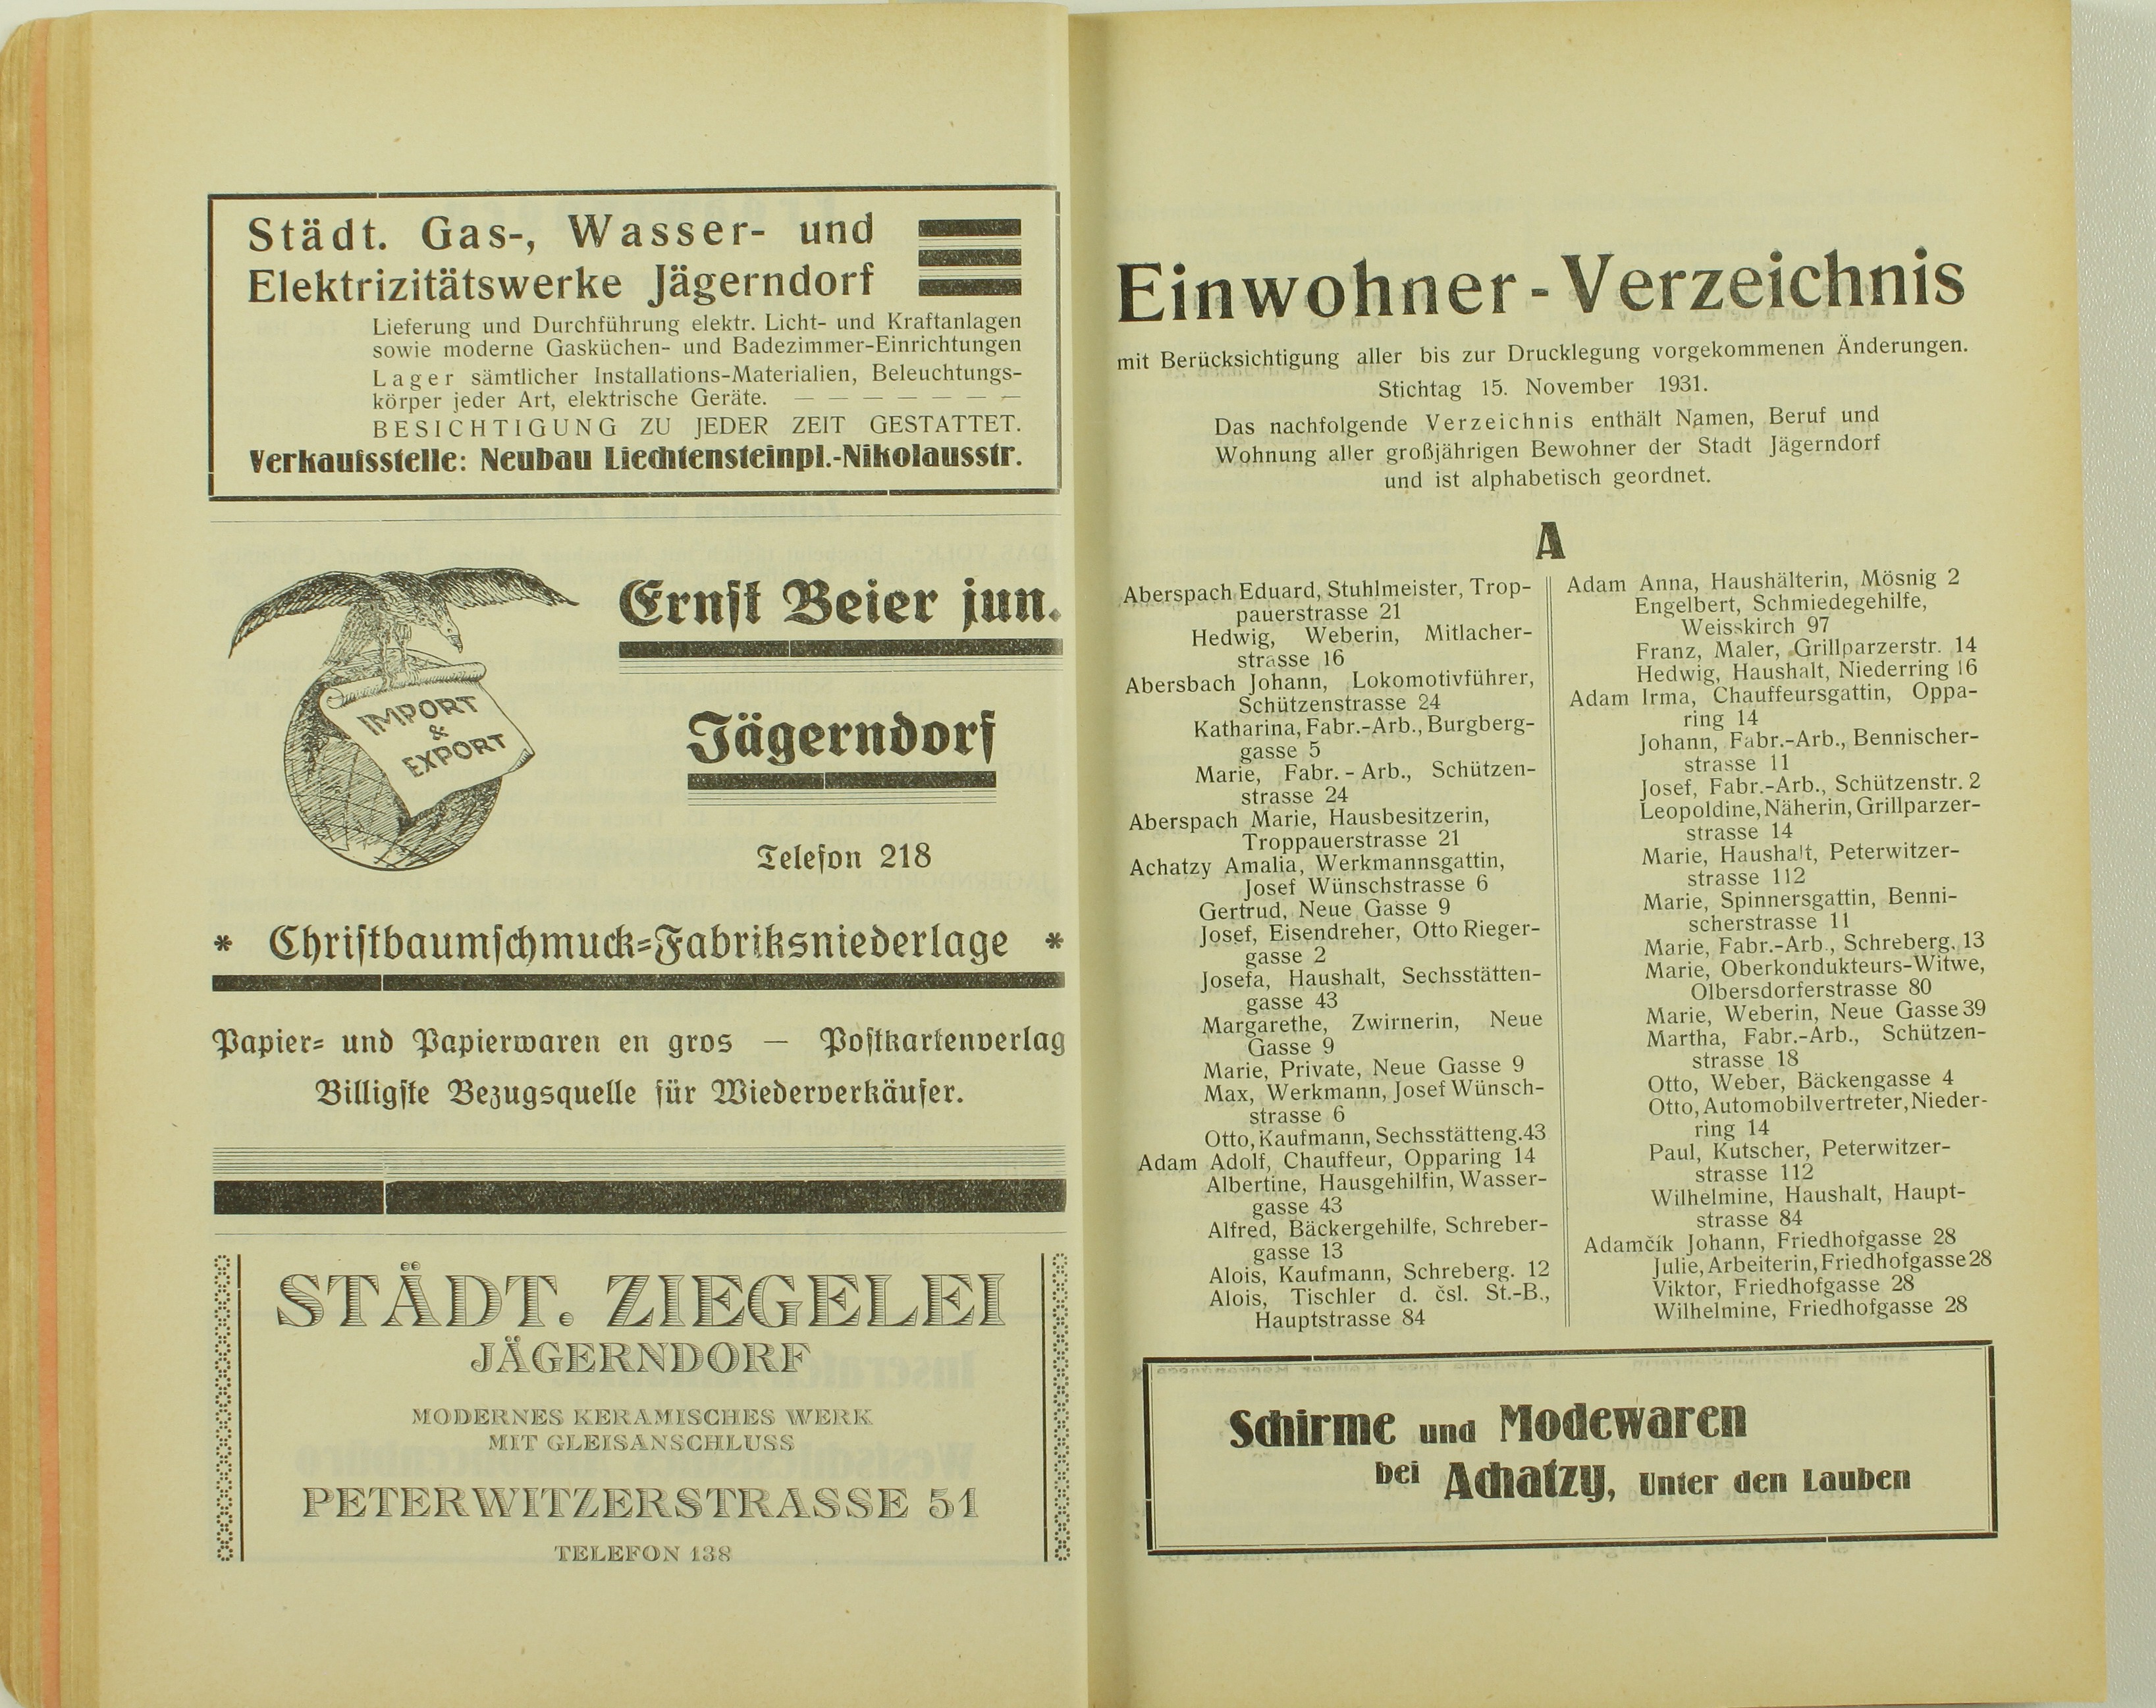 Städt. Gas-, Wasser- und
Elektrizitätswerke Jägerndorf
Lieferung und Durchführung elektr. Licht- und Kraftanlagen
sowie moderne Gasküchen- und Badezimmer-Einrichtungen
Lager sämtlicher Installations-Materialien, Beleuchtungs-
körper jeder Art, elektrische Geräte. — — — — — — —
BESICHTIGUNG ZU JEDER ZEIT GESTATTET.
Verkaufsstelle: Neubau Liechtensteinpl.-Nikolausstr.
IMPORT
&
EXPORT
Ernst Beier jun.
Jägerndorf
Telefon 218
* Christbaumschmuck=Fabriksniederlage *
Papier= und Papierwaren en gros — Postkartenverlag
Billigste Bezugsquelle für Wiederverkäufer.
STÄDT. ZIEGELEI
JÄGERNDORF
MODERNES KERAMISCHES WERK
MIT GLEISANSCHLUSS
PETERWITZERSTRASSE 51
TELEFON 138
Einwohner-Verzeichnis
mit Berücksichtigung aller bis zur Drucklegung vorgekommenen Änderungen.
Stichtag 15. November 1931.
Das nachfolgende Verzeichnis enthält Namen, Beruf und
Wohnung aller großjährigen Bewohner der Stadt Jägerndorf
und ist alphabetisch geordnet.
A
Aberspach Eduard, Stuhlmeister, Trop-
pauerstrasse 21
Hedwig, Weberin, Mitlacher-
strasse 16
Abersbach Johann, Lokomotivführer,
Schützenstrasse 24
Katharina, Fabr.-Arb., Burgberg-
gasse 5
Marie, Fabr.-Arb., Schützen-
strasse 24
Aberspach Marie, Hausbesitzerin,
Troppauerstrasse 21
Achatzy Amalia, Werkmannsgattin,
Josef Wünschstrasse 6
Gertrud, Neue Gasse 9
Josef, Eisendreher, Otto Rieger-
gasse 2
Josefa, Haushalt, Sechsstätten-
gasse 43
Margarethe, Zwirnerin, Neue
Gasse 9
Marie, Private, Neue Gasse 9
Max, Werkmann, Josef Wünsch-
strasse 6
Otto, Kaufmann, Sechsstätteng. 43
Adam Adolf, Chauffeur, Opparing 14
Albertine, Hausgehilfin, Wasser-
gasse 43
Alfred, Bäckergehilfe, Schreber-
gasse 13
Alois, Kaufmann, Schreberg. 12
Alois, Tischler d. čsl. St.-B.,
Hauptstrasse 84
Adam Anna, Haushälterin, Mösnig 2
Engelbert, Schmiedegehilfe,
Weisskirch 97
Franz, Maler, Grillparzerstr. 14
Hedwig, Haushalt, Niederring 16
Adam Irma, Chauffeursgattin, Oppa-
ring 14
Johann, Fabr.-Arb., Bennischer-
strasse 11
Josef, Fabr.-Arb., Schützenstr. 2
Leopoldine, Näherin, Grillparzer-
strasse 14
Marie, Haushalt, Peterwitzer-
strasse 112
Marie, Spinnersgattin, Benni-
scherstrasse 11
Marie, Fabr.-Arb., Schreberg. 13
Marie, Oberkondukteurs-Witwe,
Olbersdorferstrasse 80
Marie, Weberin, Neue Gasse 39
Martha, Fabr.-Arb., Schützen-
strasse 18
Otto, Weber, Bäckengasse 4
Otto, Automobilvertreter, Nieder-
ring 14
Paul, Kutscher, Peterwitzer-
strasse 112
Wilhelmine, Haushalt, Haupt-
strasse 84
Adamčík Johann, Friedhofgasse 28
Julie, Arbeiterin, Friedhofgasse 28
Viktor, Friedhofgasse 28
Wilhelmine, Friedhofgasse 28
Schirme und Modewaren
bei Achatzy, Unter den Lauben